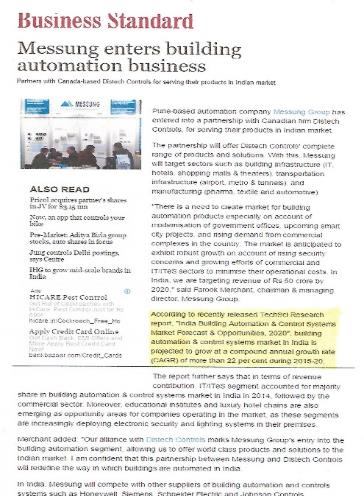 Business Standard
Messung enters building
automation business
Partners with Canada-based Distech Controls for serving their products in Indian market
MESSUNG
Pune-based automation company Messung Group has
entered into a partnership with Canadian firm Distech
Controls, for serving their products in Indian market.
The partnership will offer Distech Controls' complete
range of products and solutions. With this, Messung
will target sectors such as building infrastructure (IT,
hotels, shopping malls & theaters), transportation
infrastructure (airport, metro & tunnels), and
manufacturing (pharma, textile and automotive)
ALSO READ
Pricol acquires partner's shares
in JV for
Now, an app that controls your
bike
Pre-Market: Aditya Birla group
stocks, auto shares in focus
Jung controls Delhi postings,
says Centre
IHG to grow mid-scale brands in
India
"There is a need to create market for building
automation products especially on account of
modernisation of government offices, upcoming smart
city projects, and rising demand from commercial
complexes in the country. The market is anticipated to
exhibit robust growth on account of rising security
concerns and growing efforts of commercial and
IT/ITeS sectors to minimise their operational costs. In
India, we are targeting revenue of Rs 50 crore by
2020," said Farook Merchant, chairman & managing
director, Messung Group.
HICARE Pest Control
hicare.in
Apply Credit Card Online
bankbazaar.com/Credit_Cards
According to recently released TechSci Research
report, "India Building Automation & Control Systems
Market Forecast & Opportunities, 2020", building
automation & control systems market in India is
projected to grow at a compound annual growth rate
(CAGR) of more than 22 per cent during 2015-20.
The report further says that in terms of revenue
contribution, IT/ITeS segment accounted for majority
share in building automation & control systems market in India in 2014, followed by the
commercial sector. Moreover, educational institutes and luxury hotel chains are also
emerging as opportunity areas for companies operating in the market, as these segments
are increasingly deploying electronic security and lighting systems in their premises.
Merchant added: "Our alliance with Distech Controls marks Messung Group's entry into the
building automation segment, allowing us to offer world class products and solutions to the
Indian market. I am confident that this partnership between Messung and Distech Controls
will redefine the way in which buildings are automated in India.
In India, Messung will compete with other suppliers of building automation and controls
systems such as Honeywell, Siemens, Schneider Electric and Johnson Controls.